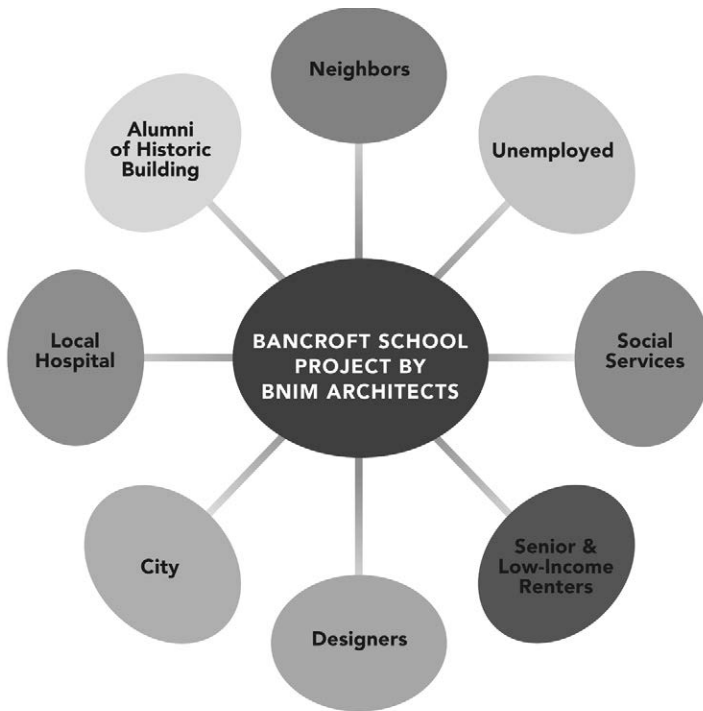 Neighbors
Alumni
of Historic
Building
Unemployed
Local
Hospital
BANCROFT SCHOOL
PROJECT BY
BNIM ARCHITECTS
Social
Services
City
Senior &
Low-Income
Renters
Designers